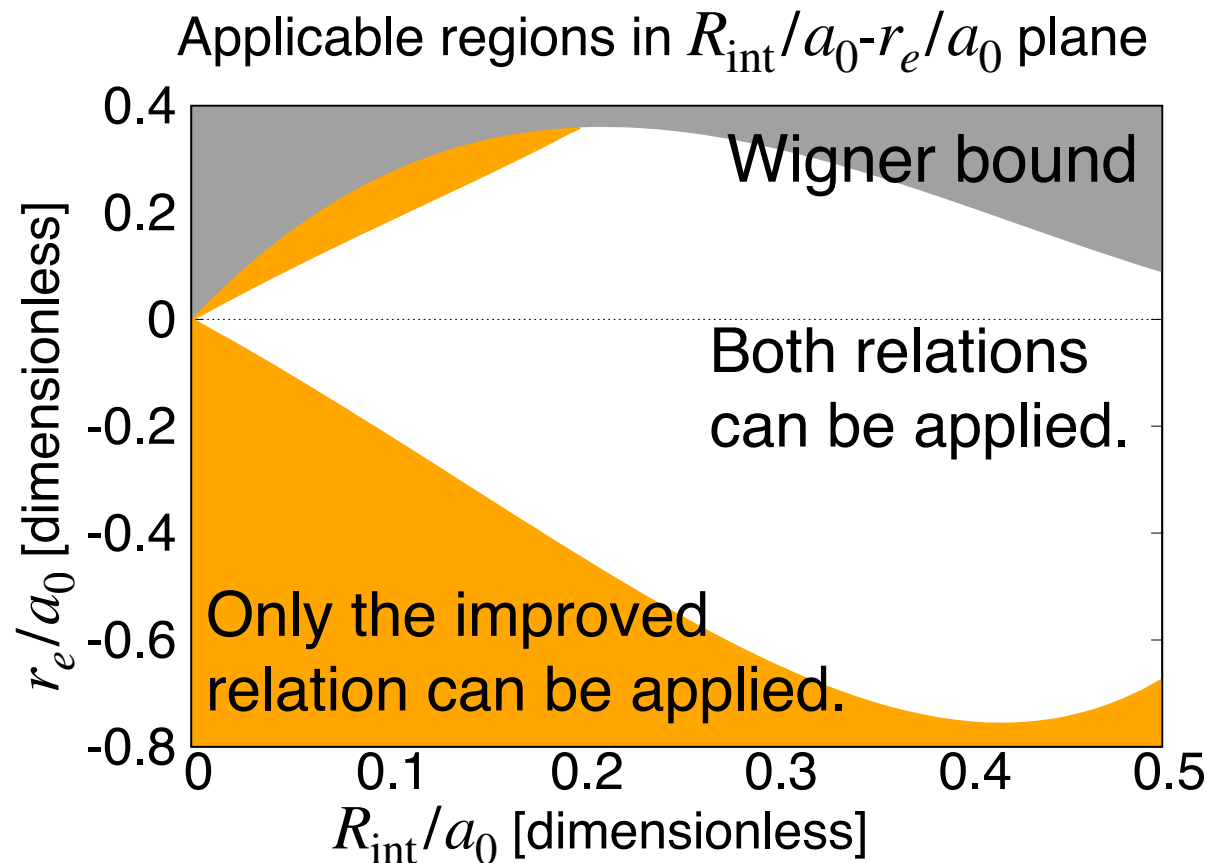 Applicable regions in R_int/a_0-r_e/a_0 plane
0.4
0.2
0
-0.2
-0.4
-0.6
-0.8
r_e/a_0 [dimensionless]
Wigner bound
Both relations
can be applied.
Only the improved
relation can be applied.
0 0.1 0.2 0.3 0.4 0.5
R_int/a_0 [dimensionless]